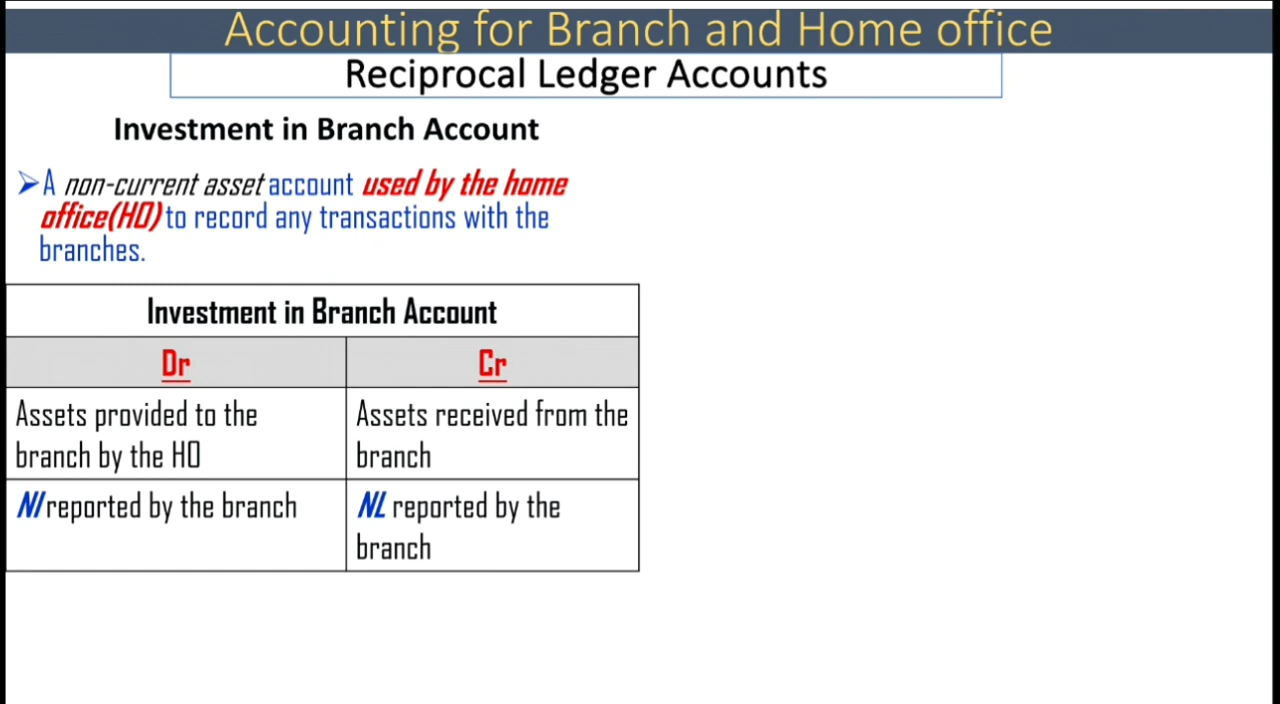 Accounting for Branch and Home office
Reciprocal Ledger Accounts
Investment in Branch Account
➢A non-current asset account used by the home
office(HO) to record any transactions with the
branches.
Investment in Branch Account
Dr
Cr
Assets provided to the
branch by the HO
Assets received from the
branch
NI reported by the branch
NL reported by the
branch